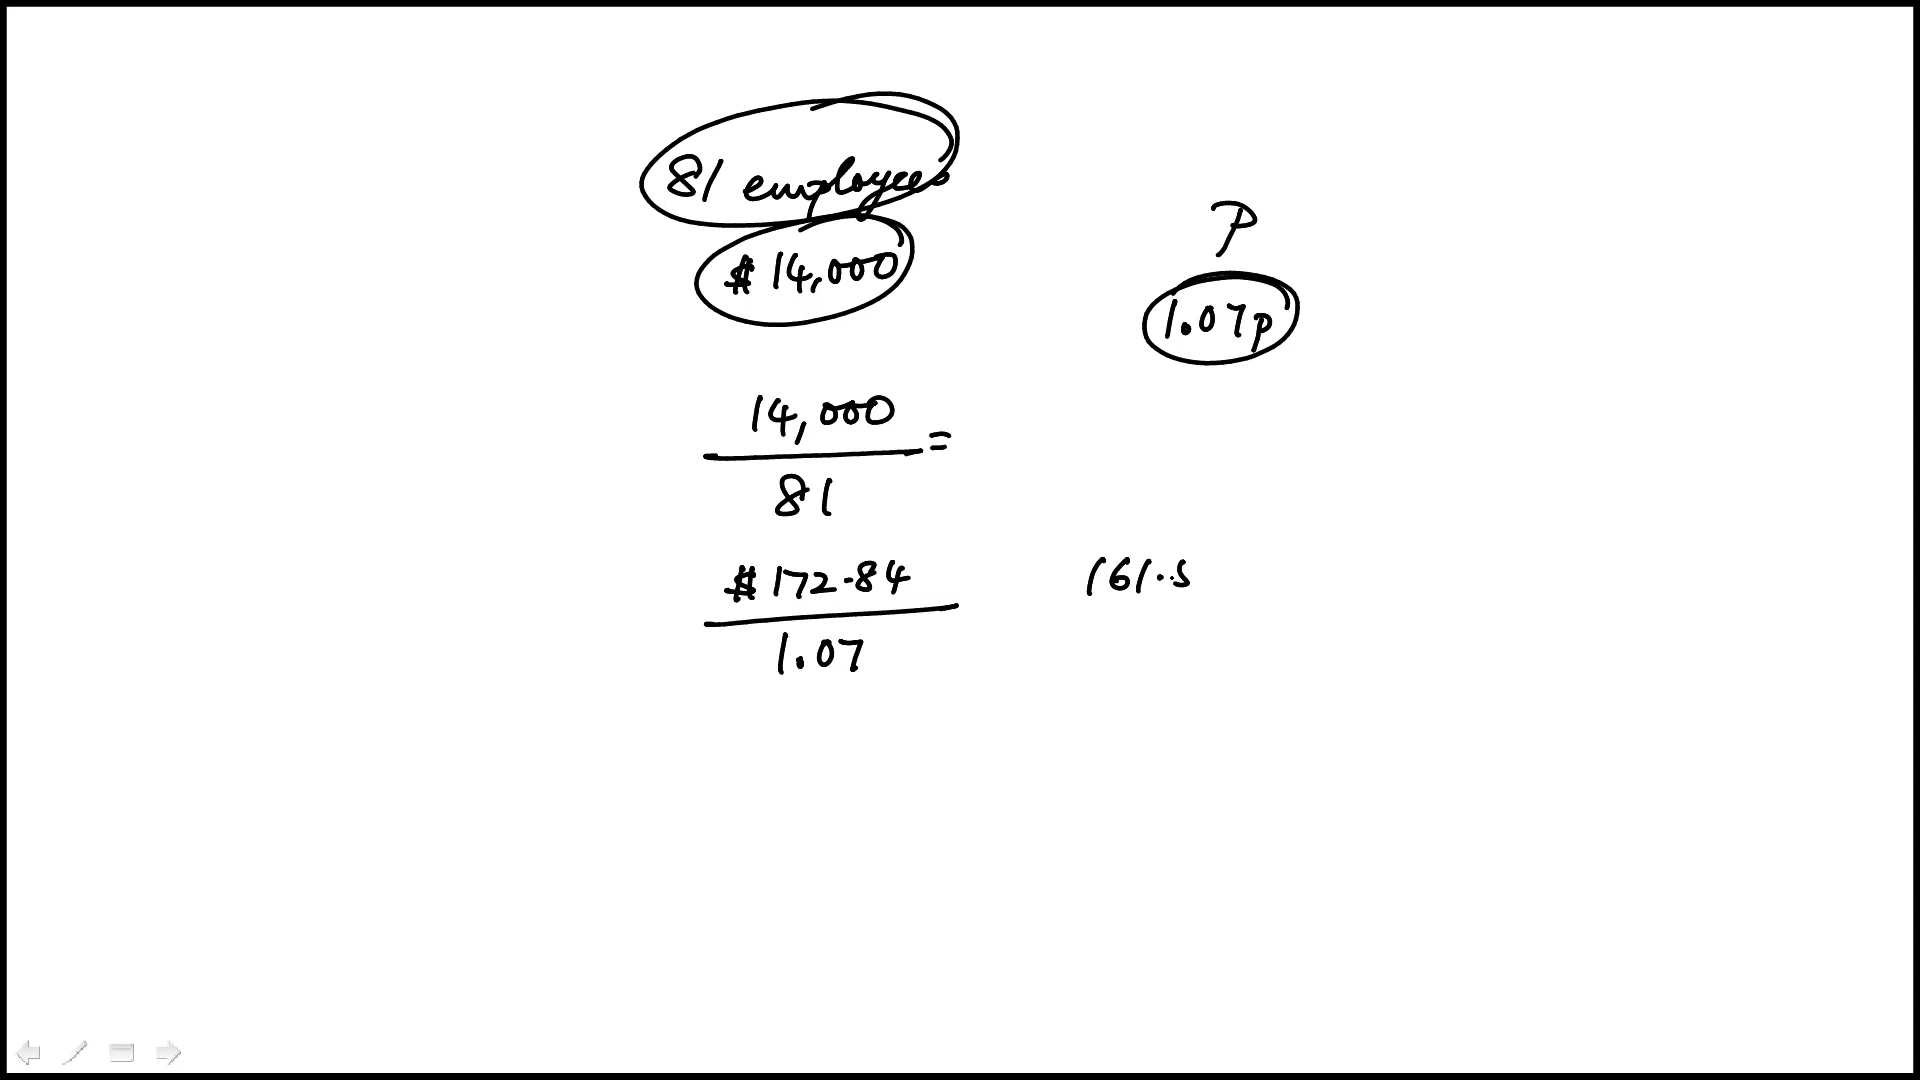 81 employees
$14,000
P
1.07p
14,000
=
81
$172.84
161.5
1.07